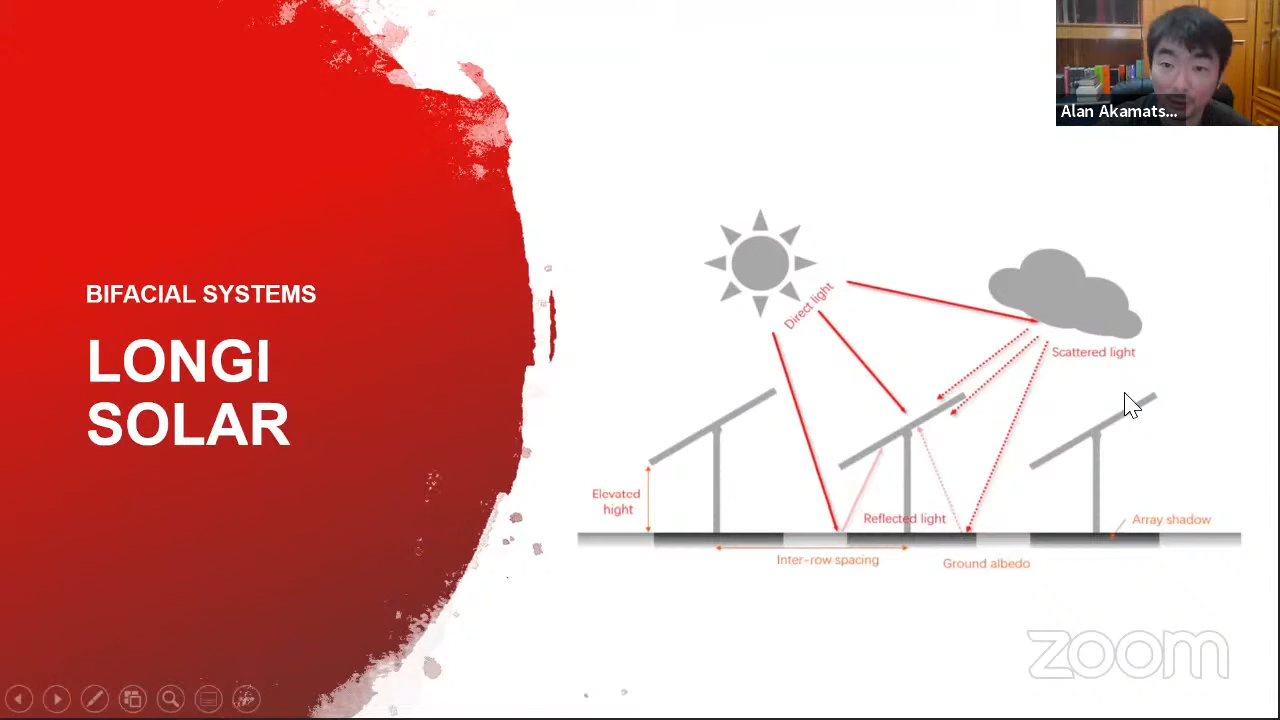 Alan Akamats...
BIFACIAL SYSTEMS
LONGI
SOLAR
Direct light
Scattered light
Elevated
hight
Reflected light
Array shadow
Inter-row spacing
Ground albedo
zoom